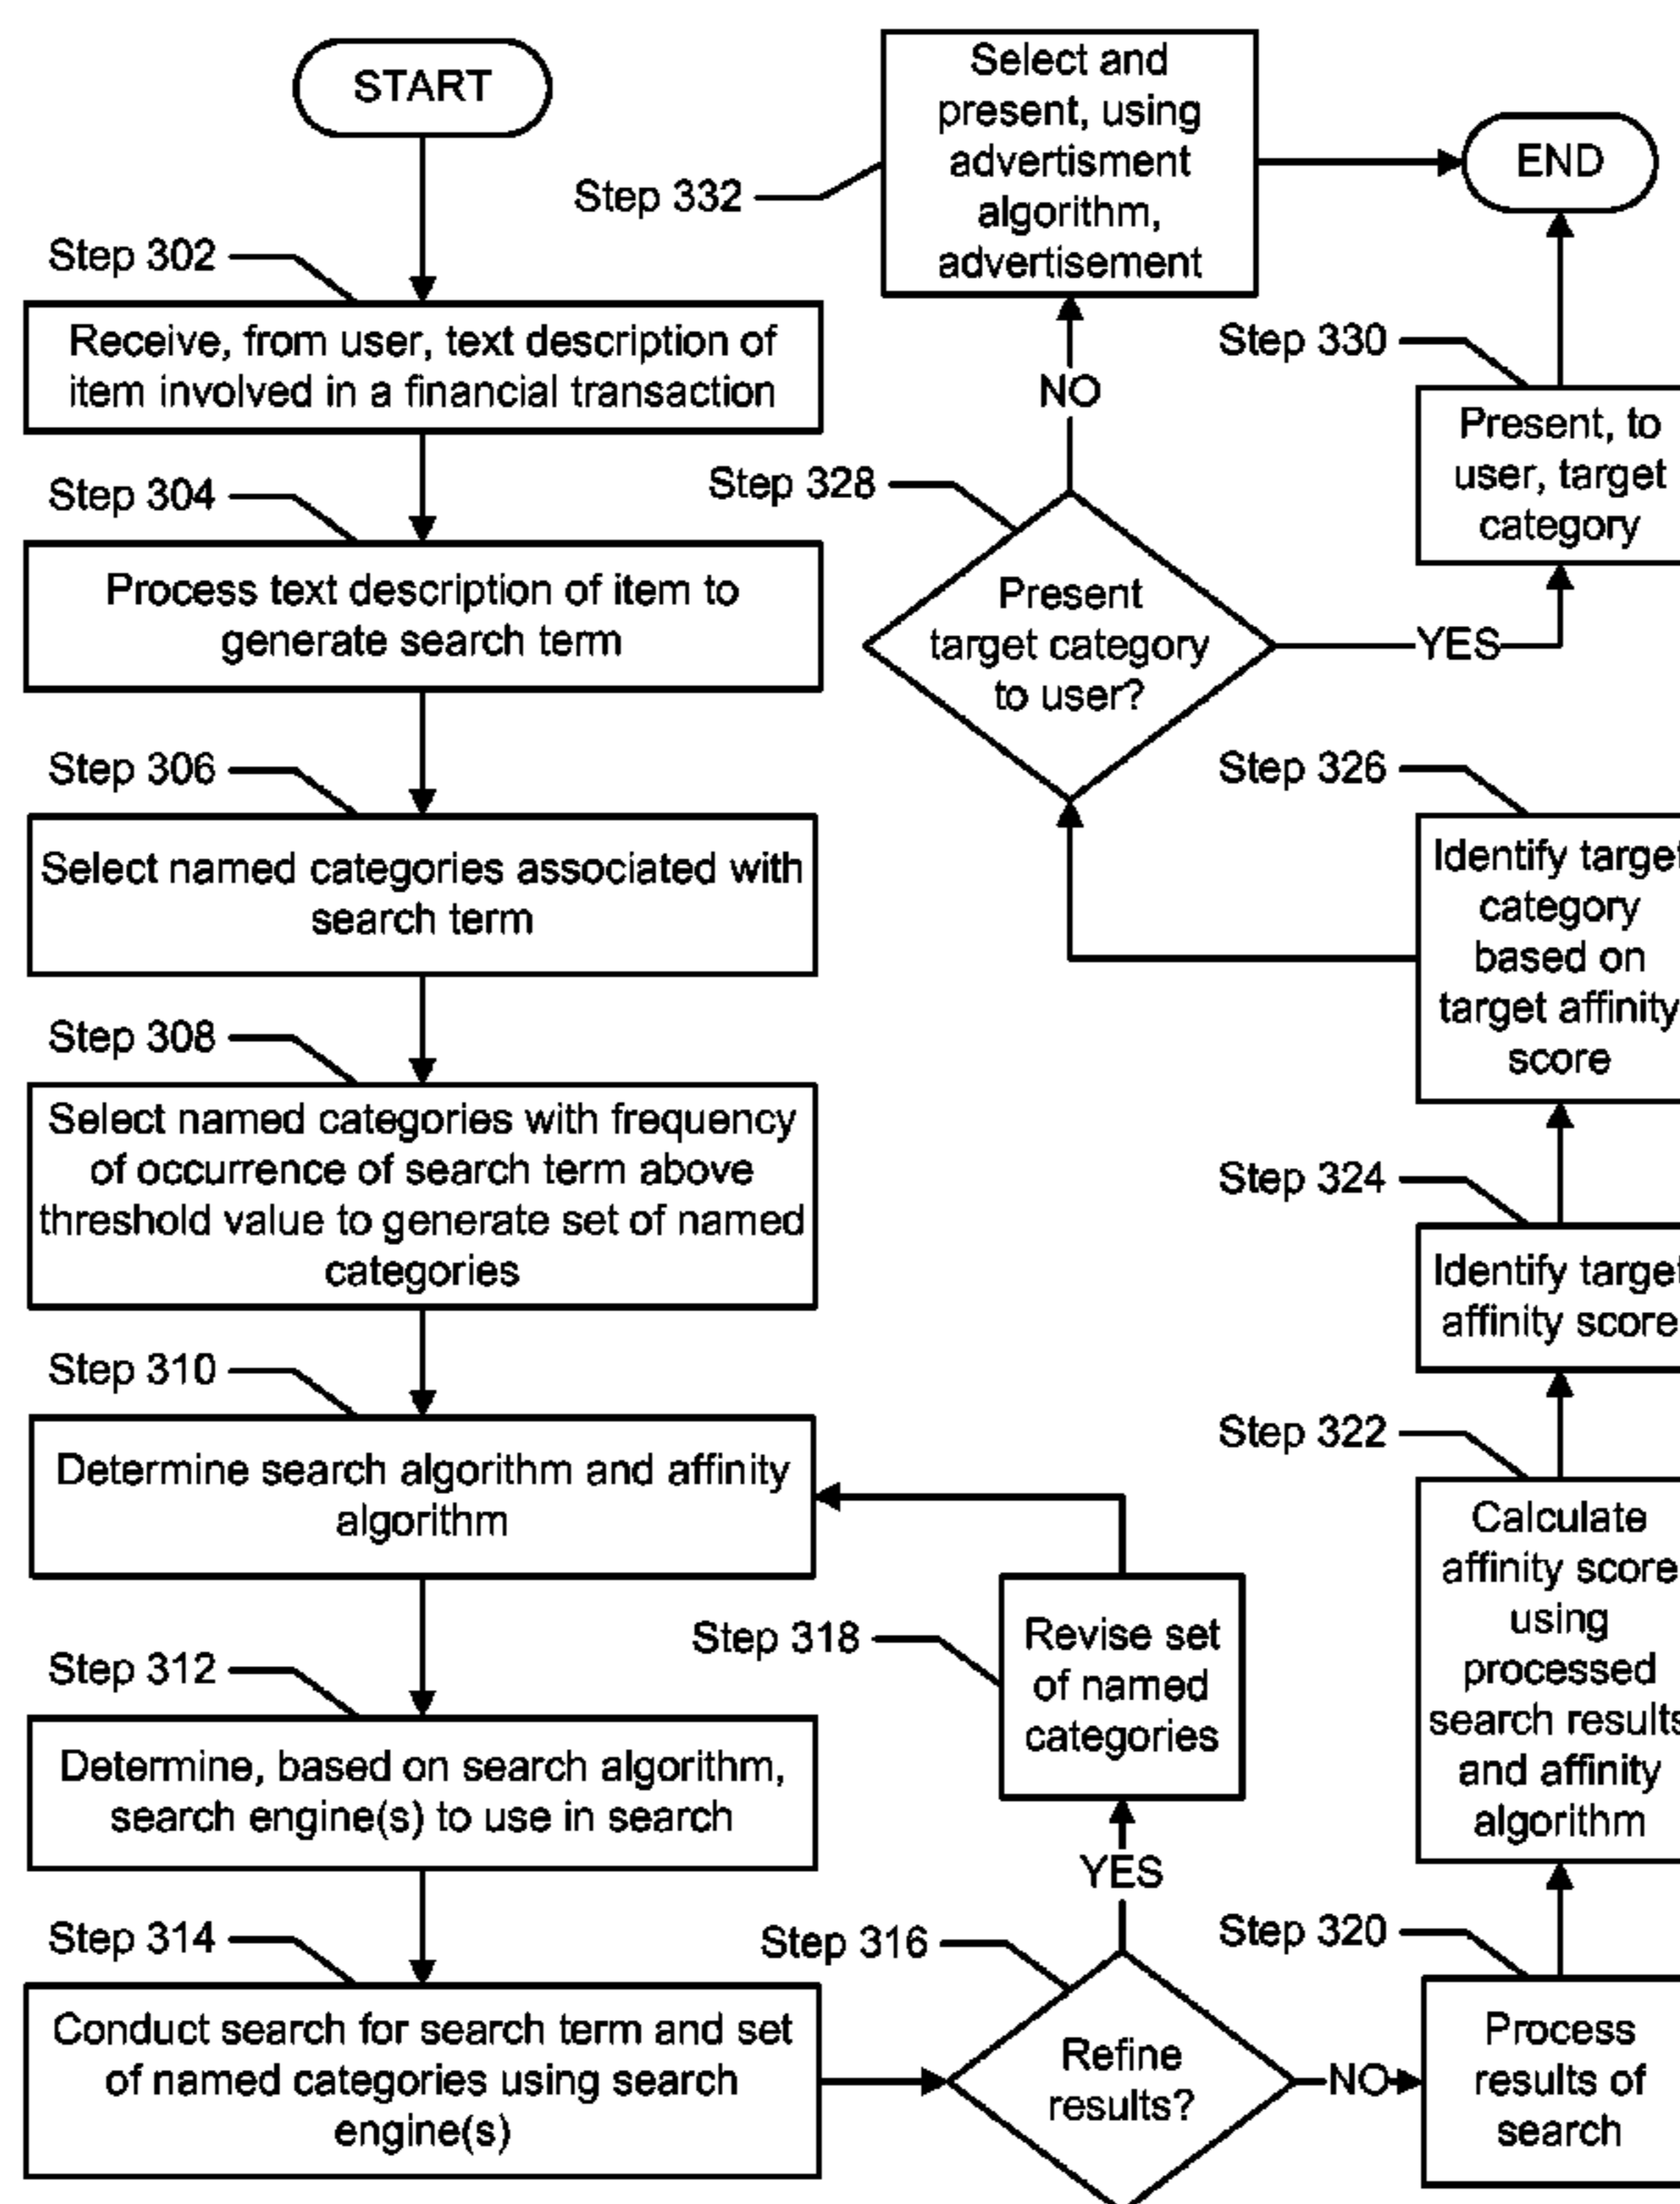 START
Step 302
Receive, from user, text description of
item involved in a financial transaction
Step 304
Process text description of item to
generate search term
Step 306
Select named categories associated with
search term
Step 308
Select named categories with frequency
of occurrence of search term above
threshold value to generate set of named
categories
Step 310
Determine search algorithm and affinity
algorithm
Step 312
Determine, based on search algorithm,
search engine(s) to use in search
Step 314
Conduct search for search term and set
of named categories using search
engine(s)
Step 316
Refine
results?
YES
Step 318
Revise set
of named
categories
NO
Step 320
Process
results of
search
Step 322
Calculate
affinity score
using
processed
search results
and affinity
algorithm
Step 324
Identify target
affinity score
Step 326
Identify target
category
based on
target affinity
score
Step 328
Present
target category
to user?
YES
Step 330
Present, to
user, target
category
NO
Step 332
Select and
present, using
advertisment
algorithm,
advertisement
END